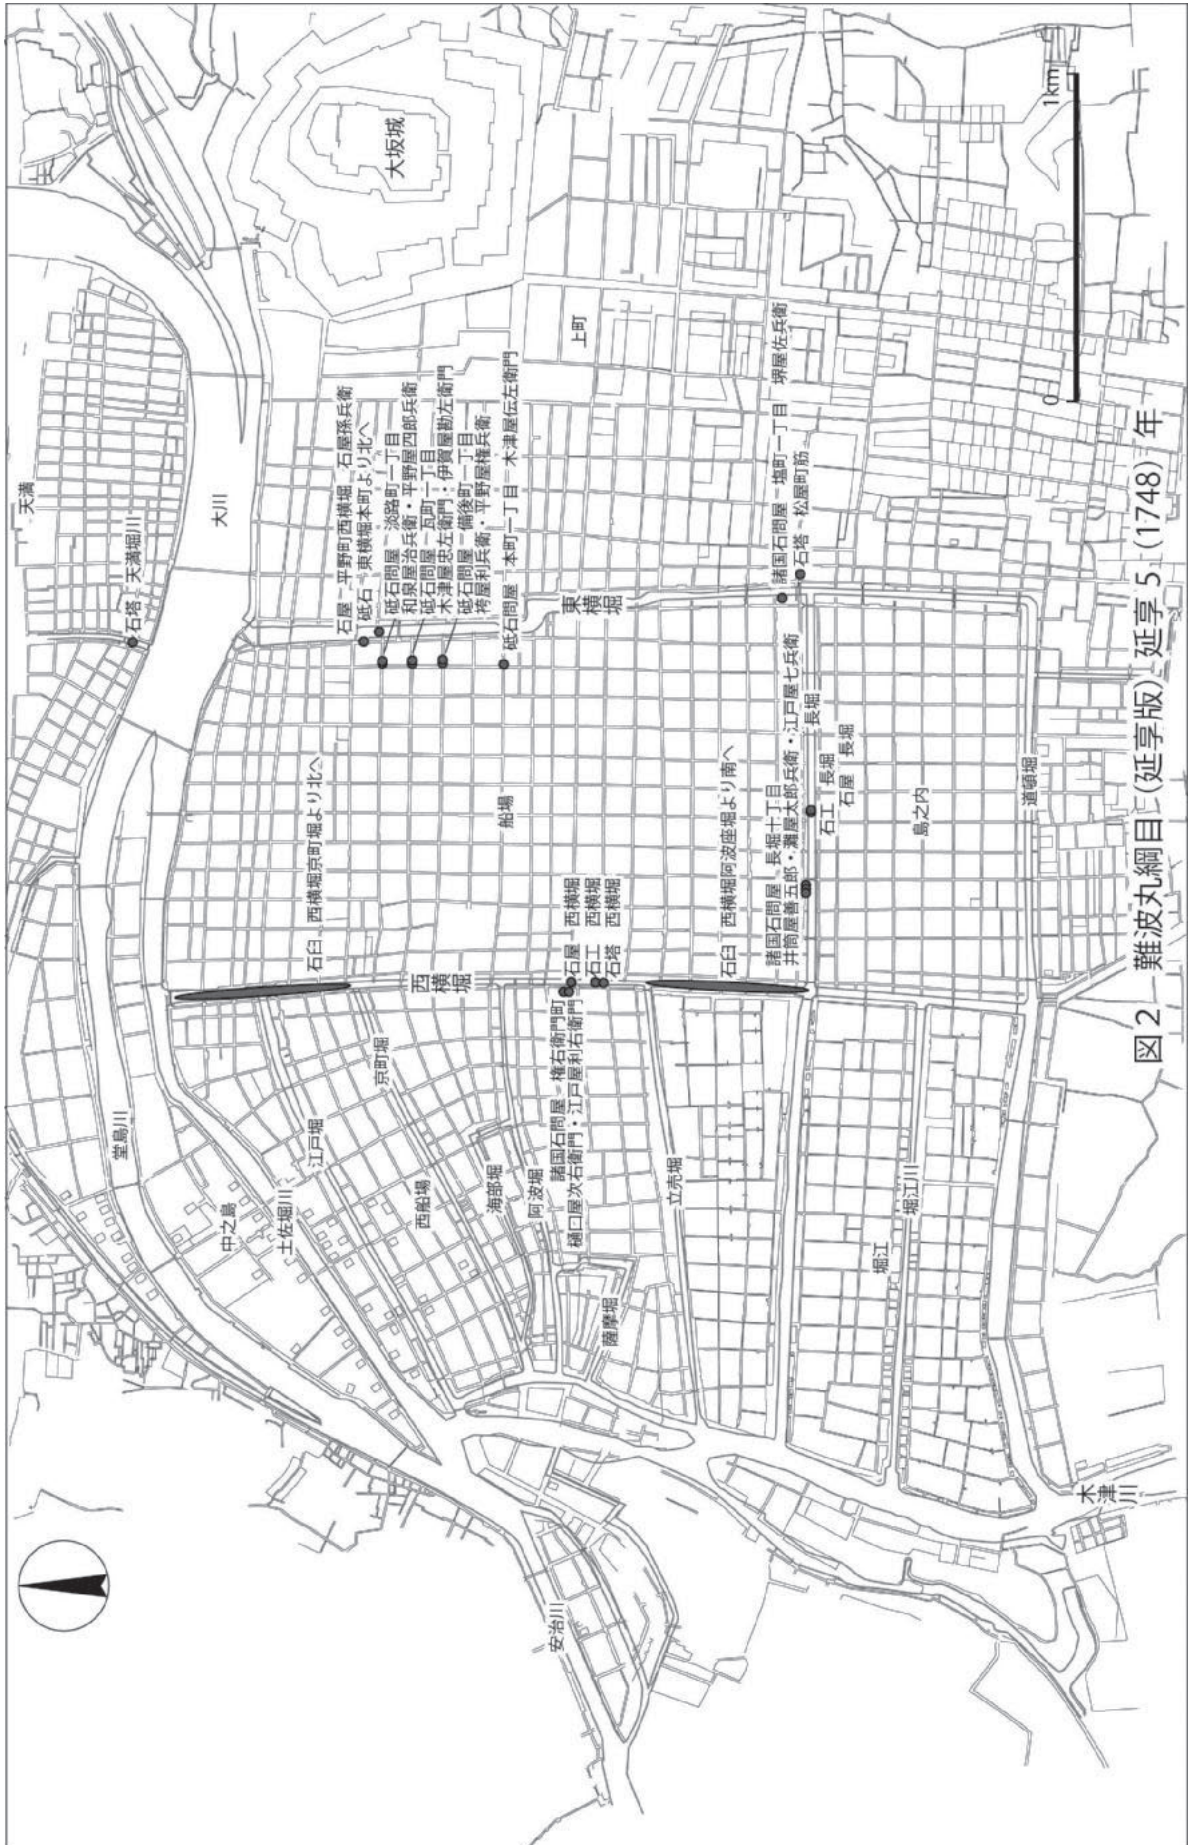 天満
石塔 天満堀川
大川
大坂城
石屋 平野町西横堀 石屋孫兵衛
砥石 東横堀本町より北へ
砥石問屋 淡路町一丁目
和泉屋治兵衛・平野屋四郎兵衛
砥石問屋 瓦町一丁目
木津屋忠左衛門・伊賀屋勘左衛門
砥石問屋 備後町一丁目
袴屋利兵衛・平野屋権兵衛
砥石問屋 本町一丁目 木津屋伝左衛門
上町
東横堀
諸国石問屋 塩町一丁目 堺屋佐兵衛
石塔 松屋町筋
石臼 西横堀京町堀より北へ
船場
西横堀
石屋 西横堀
石工 西横堀
石塔 西横堀
石臼 西横堀阿波座堀より南へ
諸国石問屋 長堀十丁目
井筒屋善五郎・灘屋太郎兵衛・江戸屋七兵衛
長堀
石工 長堀
石屋 長堀
島之内
道頓堀
堂島川
中之島
土佐堀川
江戸堀
京町堀
西船場
海部堀
阿波堀
諸国石問屋 権右衛門町
樋口屋次右衛門・江戸屋利右衛門
薩摩堀
立売堀
堀江
堀江川
安治川
木津川
0
1km
図2 難波丸綱目(延享版) 延享5(1748)年